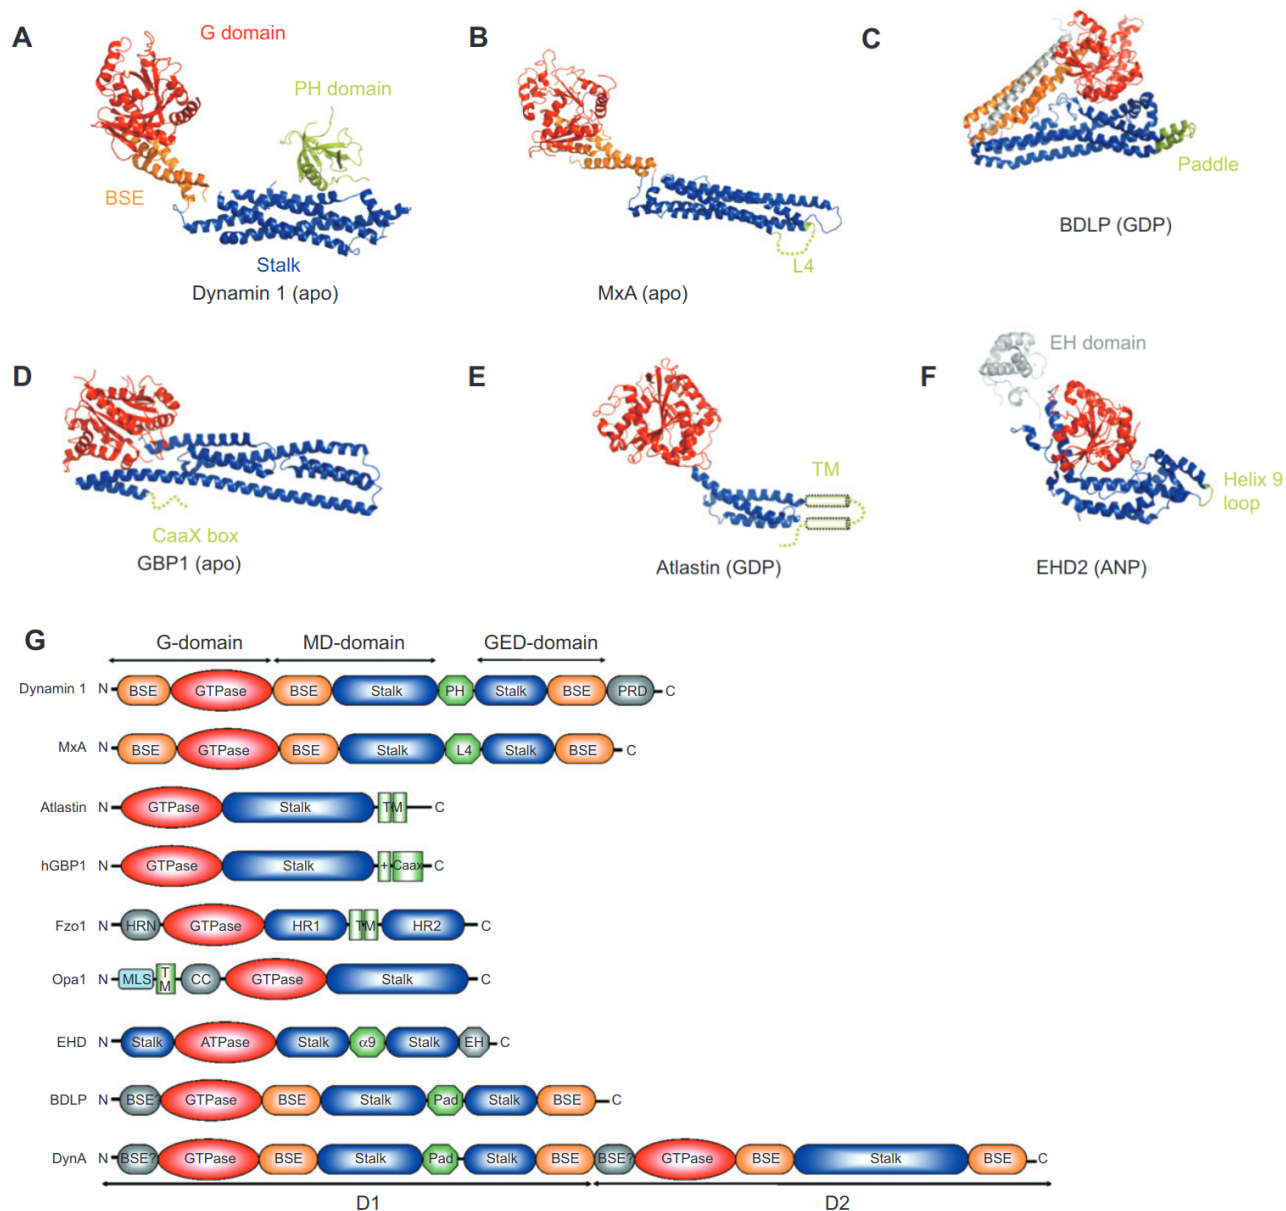 A
G domain
PH domain
BSE
Stalk
Dynamin 1 (apo)
B
L4
MxA (apo)
C
Paddle
BDLP (GDP)
D
CaaX box
GBP1 (apo)
E
TM
Atlastin (GDP)
F
EH domain
Helix 9
loop
EHD2 (ANP)
G
G-domain MD-domain GED-domain
Dynamin 1 N BSE GTPase BSE Stalk PH Stalk BSE PRD C
MxA N BSE GTPase BSE Stalk L4 Stalk BSE C
Atlastin N GTPase Stalk TM C
hGBP1 N GTPase Stalk + Caax C
Fzo1 N HRN GTPase HR1 TM HR2 C
Opa1 N MLS TM CC GTPase Stalk C
EHD N Stalk ATPase Stalk α9 Stalk EH C
BDLP N BSE? GTPase BSE Stalk Pad Stalk BSE C
DynA N BSE? GTPase BSE Stalk Pad Stalk BSE BSE? GTPase BSE Stalk BSE C
D1 D2